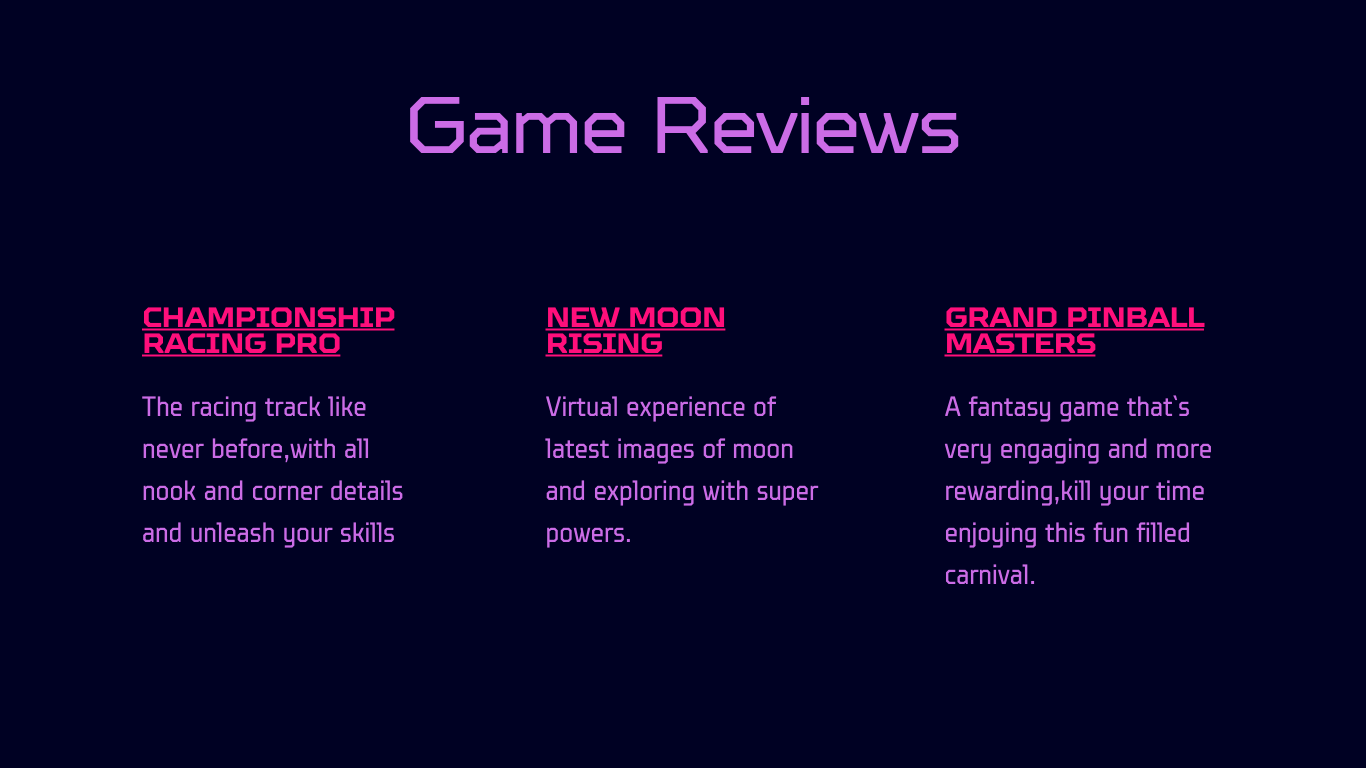 Game Reviews
CHAMPIONSHIP
RACING PRO
The racing track like
never before,with all
nook and corner details
and unleash your skills
NEW MOON
RISING
Virtual experience of
latest images of moon
and exploring with super
powers.
GRAND PINBALL
MASTERS
A fantasy game that`s
very engaging and more
rewarding,kill your time
enjoying this fun filled
carnival.